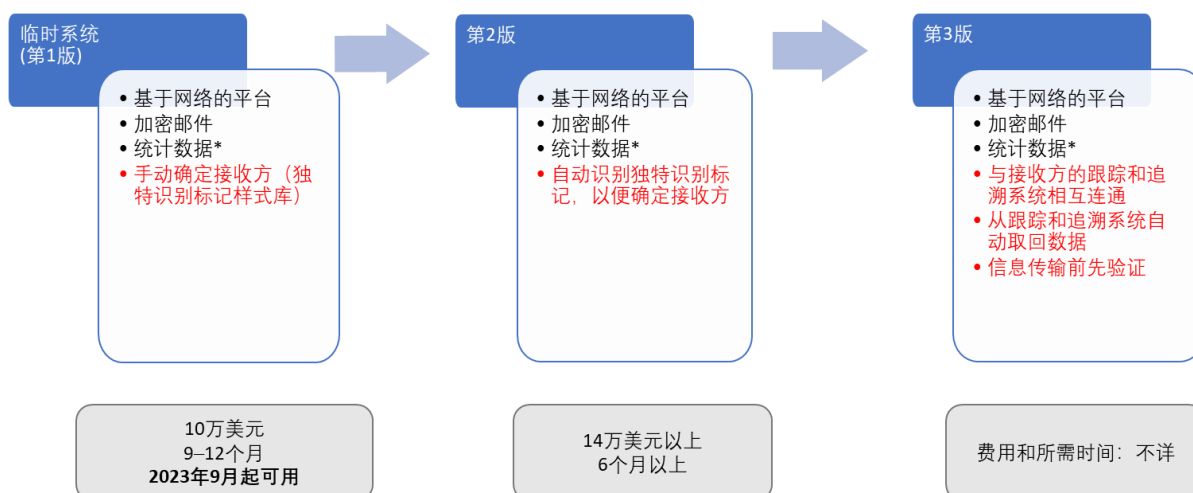 临时系统
(第1版)
• 基于网络的平台
• 加密邮件
• 统计数据*
• 手动确定接收方（独
特识别标记样式库）
10万美元
9–12个月
2023年9月起可用
第2版
• 基于网络的平台
• 加密邮件
• 统计数据*
• 自动识别独特识别标
记，以便确定接收方
14万美元以上
6个月以上
第3版
• 基于网络的平台
• 加密邮件
• 统计数据*
• 与接收方的跟踪和追
溯系统相互连通
• 从跟踪和追溯系统自
动取回数据
• 信息传输前先验证
费用和所需时间：不详